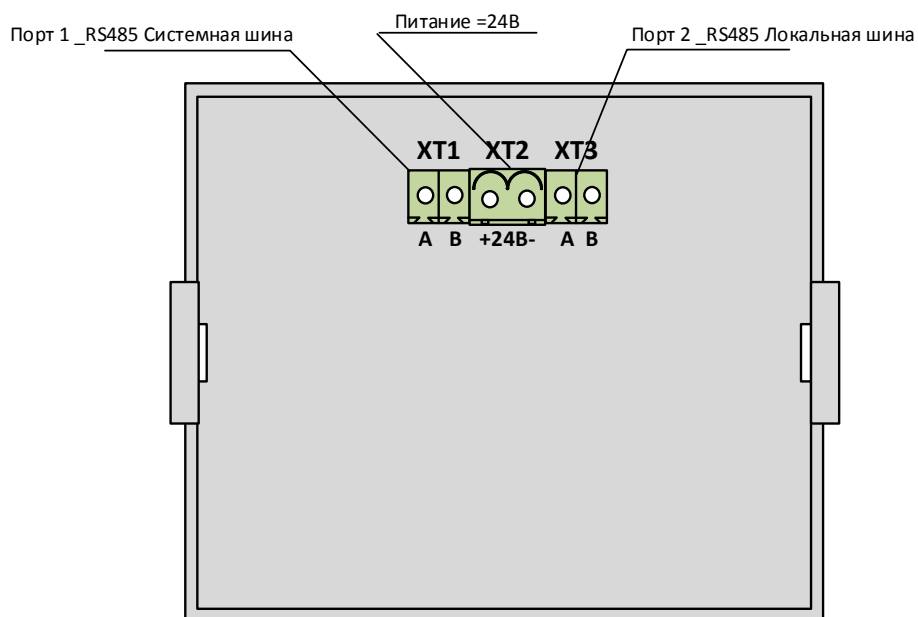 Питание =24В
Порт 1 _RS485 Системная шина
Порт 2 _RS485 Локальная шина
XT1 XT2 XT3
A B +24В- A B